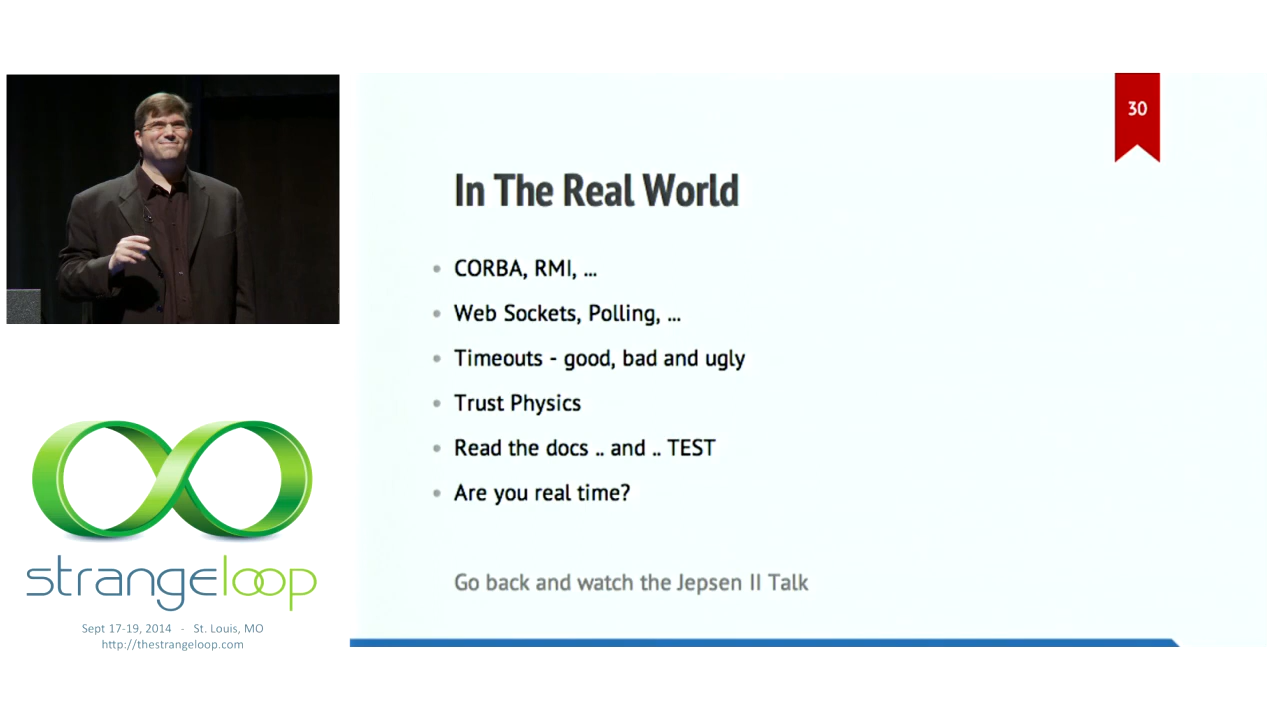 30
In The Real World
CORBA, RMI, ...
Web Sockets, Polling, ...
Timeouts - good, bad and ugly
Trust Physics
Read the docs .. and .. TEST
Are you real time?
Go back and watch the Jepsen II Talk
strangeloop
Sept 17-19, 2014 - St. Louis, MO
http://thestrangeloop.com